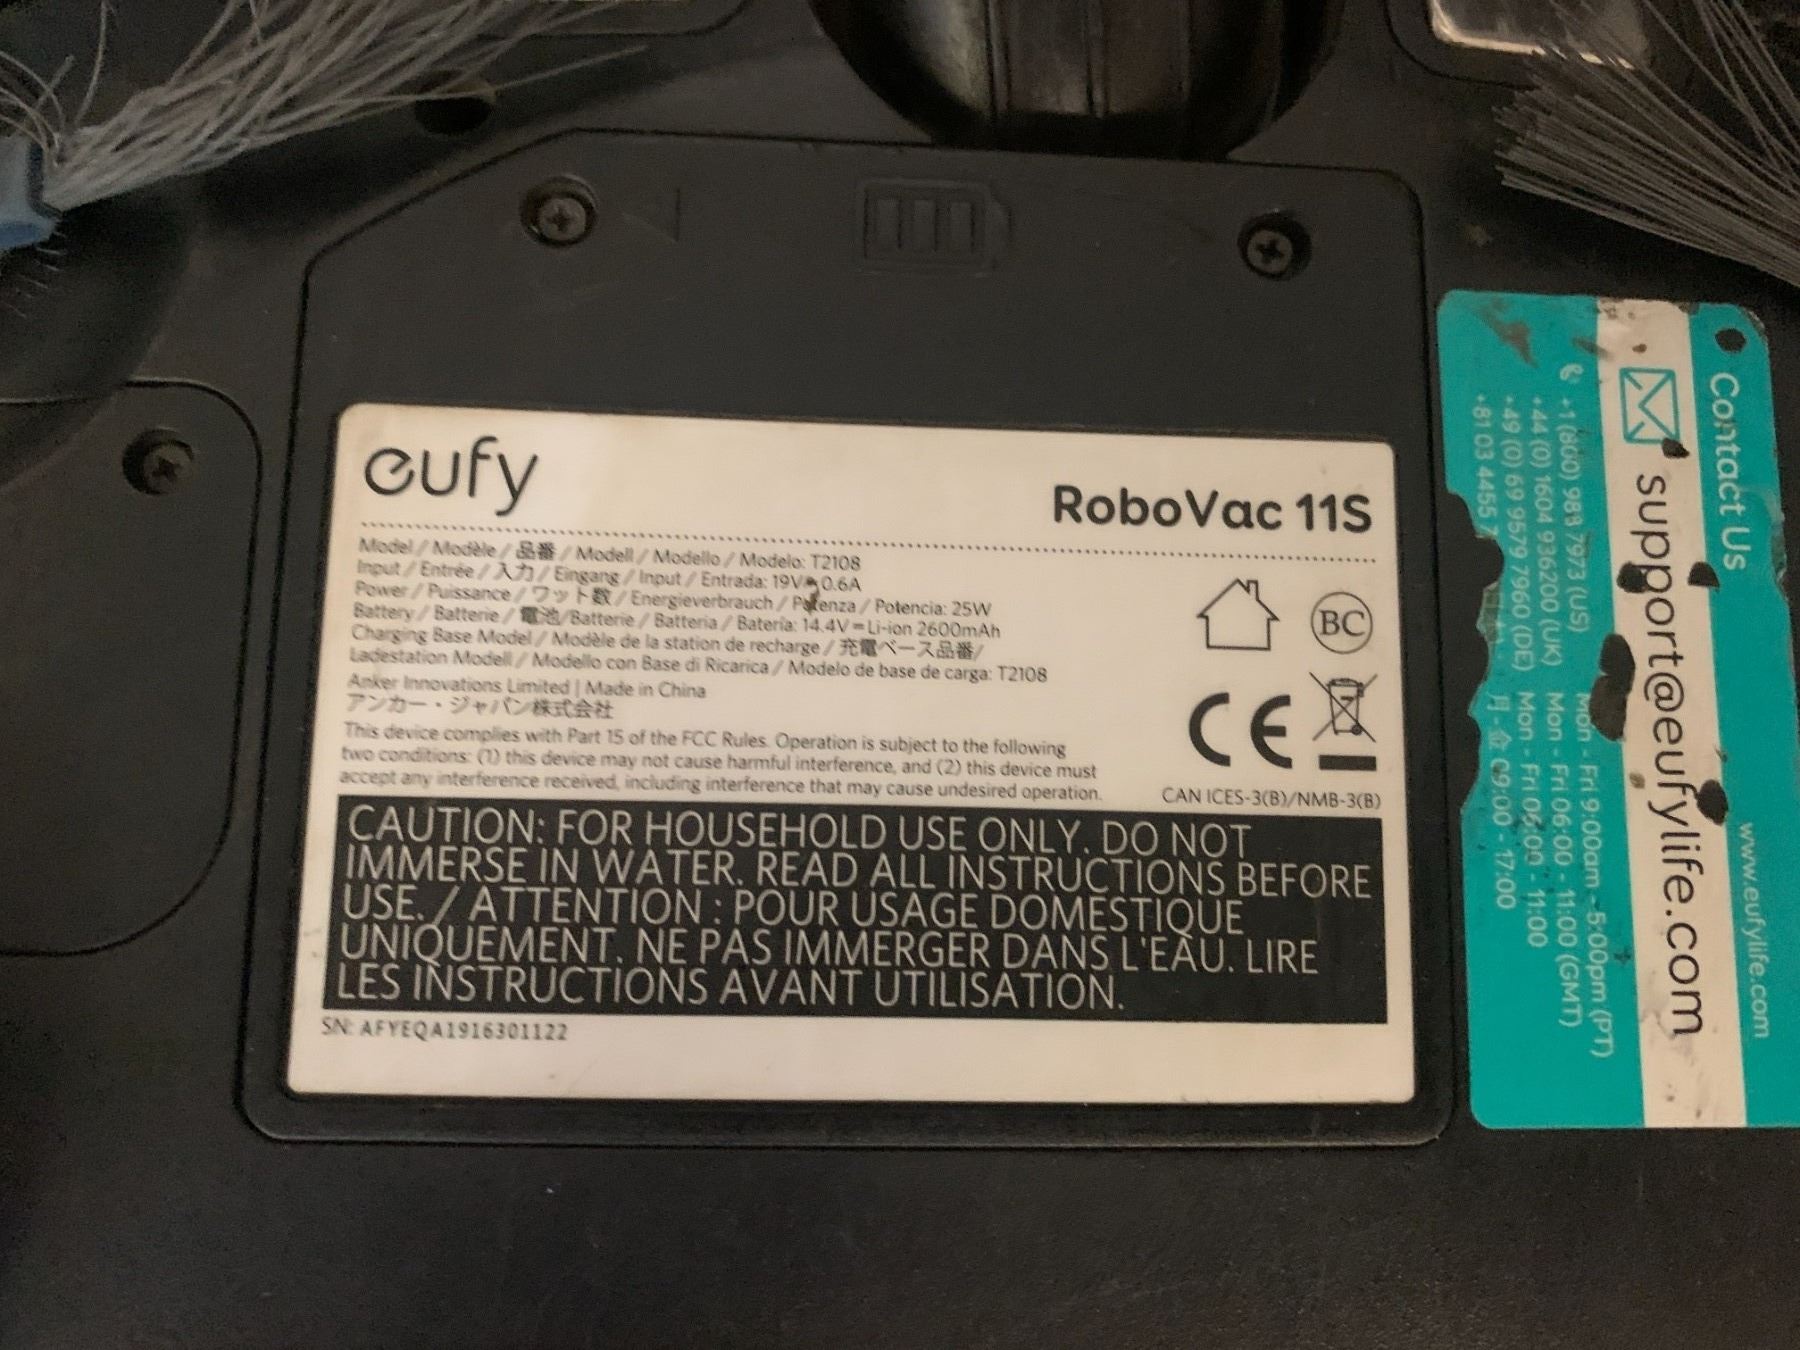 eufy
RoboVac 11S
Model / Modèle / 品番 / Modell / Modello / Modelo: T2108
Input / Entrée / 入力 / Eingang / Input / Entrada: 19V⎓0.6A
Power / Puissance / ワット数 / Energieverbrauch / Potenza / Potencia: 25W
Battery / Batterie / 電池/Batterie / Batteria / Batería: 14.4V⎓Li-ion 2600mAh
Charging Base Model / Modèle de la station de recharge / 充電ベース品番/
Ladestation Modell / Modello con Base di Ricarica / Modelo de base de carga: T2108
Anker Innovations Limited | Made in China
アンカー・ジャパン株式会社
This device complies with Part 15 of the FCC Rules. Operation is subject to the following
two conditions: (1) this device may not cause harmful interference, and (2) this device must
accept any interference received, including interference that may cause undesired operation.
BC
CE
CAN ICES-3(B)/NMB-3(B)
CAUTION: FOR HOUSEHOLD USE ONLY. DO NOT
IMMERSE IN WATER. READ ALL INSTRUCTIONS BEFORE
USE. / ATTENTION : POUR USAGE DOMESTIQUE
UNIQUEMENT. NE PAS IMMERGER DANS L'EAU. LIRE
LES INSTRUCTIONS AVANT UTILISATION.
SN: AFYEQA1916301122
Contact Us
www.eufylife.com
support@eufylife.com
+1 (800) 988 7973 (US) Mon - Fri 9:00am - 5:00pm (PT)
+44 (0) 1604 936200 (UK) Mon - Fri 06:00 - 11:00 (GMT)
+49 (0) 69 9579 7960 (DE) Mon - Fri 06:00 - 11:00
+81 03 4455 月 - 金 09:00 - 17:00